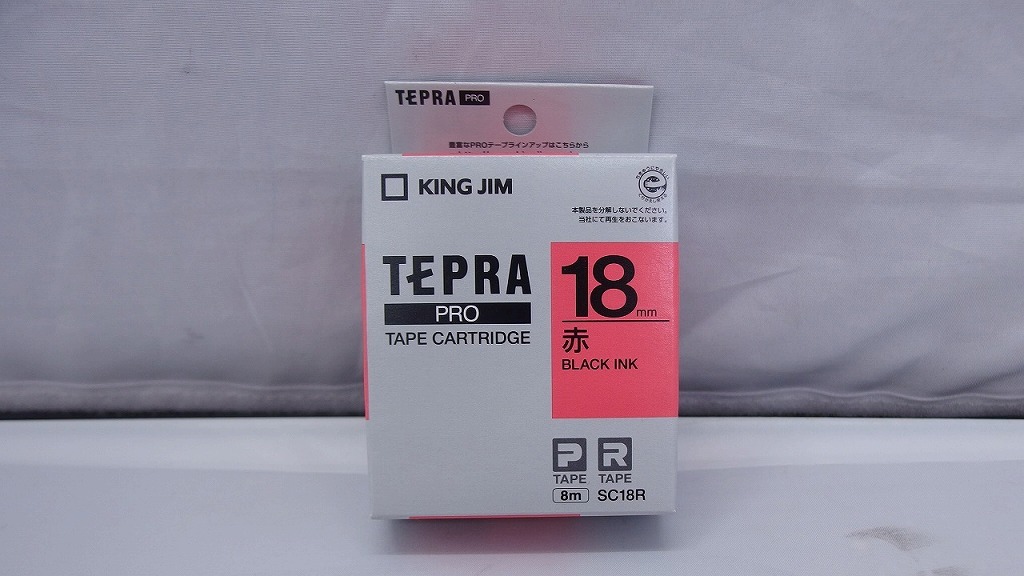 TEPRA PRO
豊富なPROテープラインアップはこちらから
KING JIM
本製品を分解しないでください。
当社にて再生をおこないます。
TEPRA
PRO
TAPE CARTRIDGE
18mm
赤
BLACK INK
P R
TAPE TAPE
8m SC18R